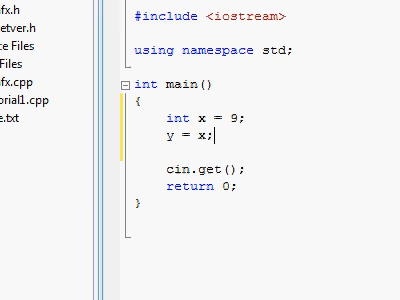 fx.h
etver.h
e Files
Files
fx.cpp
orial1.cpp
e.txt
#include <iostream>
using namespace std;
int main()
{
int x = 9;
y = x;
cin.get();
return 0;
}